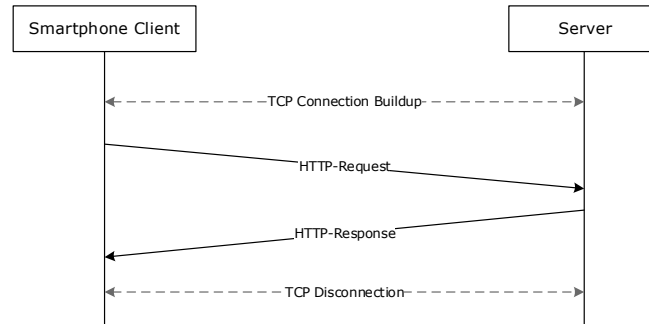 Smartphone Client
Server
TCP Connection Buildup
HTTP-Request
HTTP-Response
TCP Disconnection